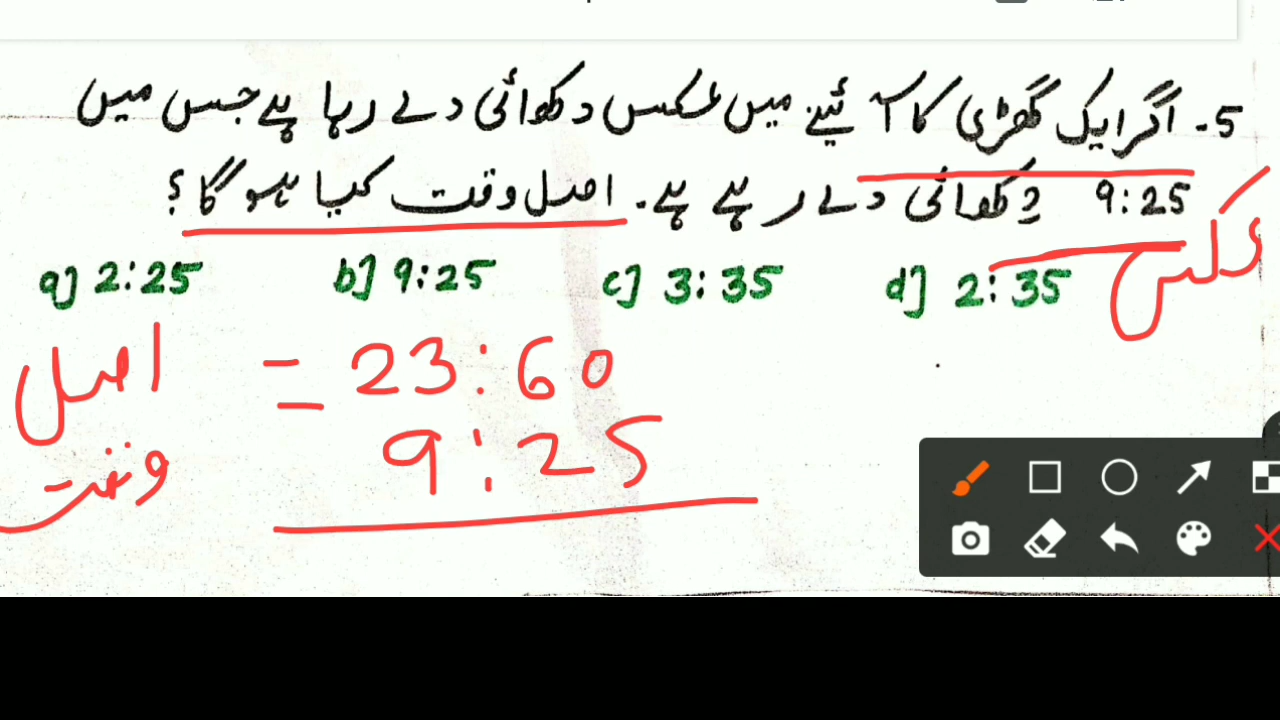 5۔ اگر ایک گھڑی کا آئینے میں عکس دکھائی دے رہا ہے جس میں
9:25 دکھائی دے رہے ہے۔ اصل وقت کیا ہوگا؟
عکس
a] 2:25 b] 9:25 c] 3:35 d] 2:35
اصل = 23:60
وقت 9:25